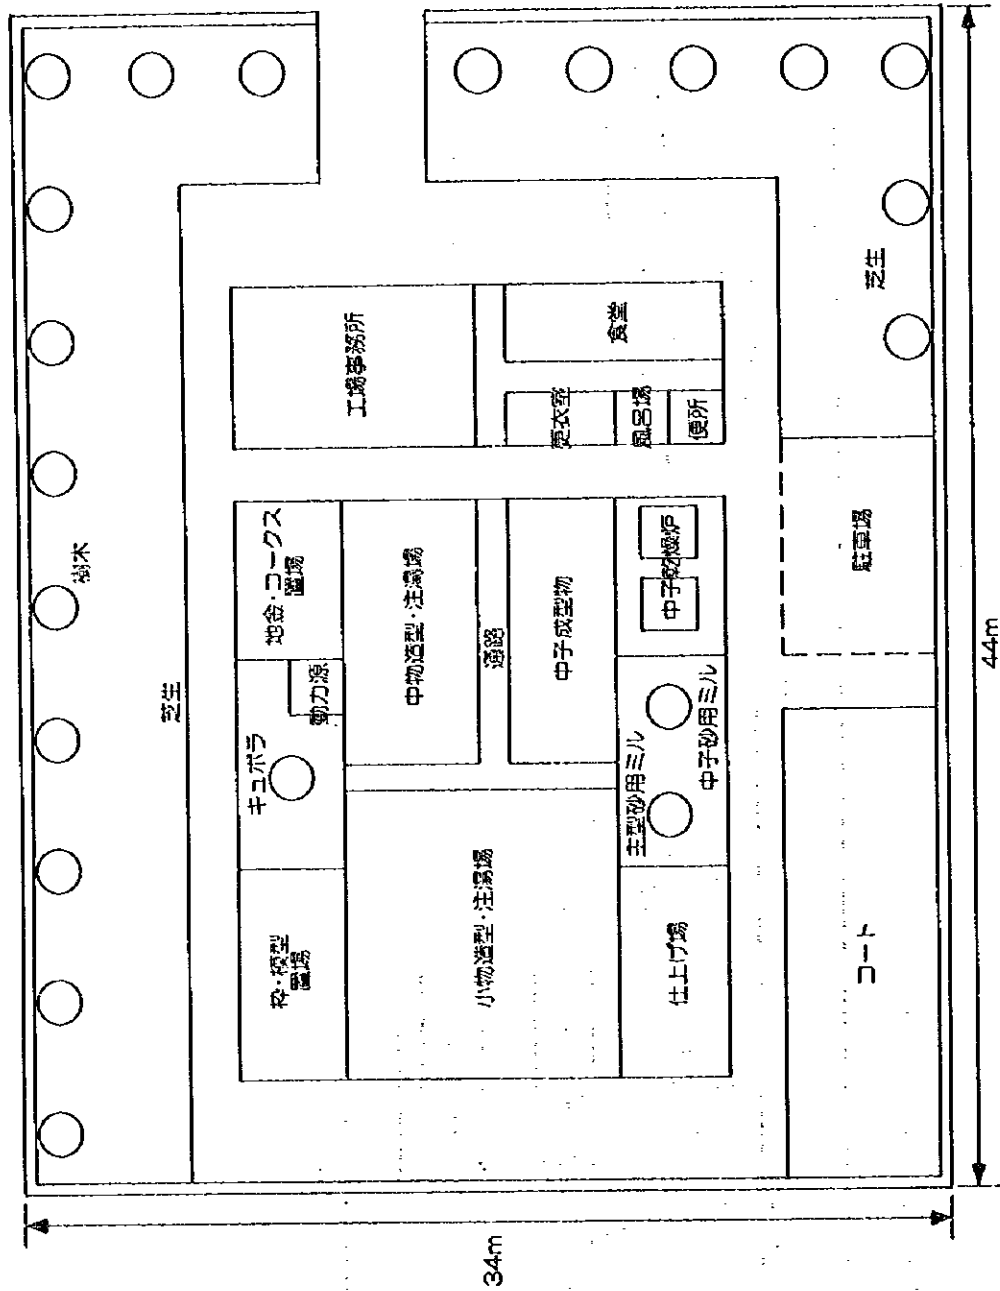 樹木
芝生
枠・模型
置場
キュポラ
動力源
地金・コークス
置場
工場事務所
小物造型・注湯場
中物造型・注湯場
通路
中子成型物
更衣室
風呂場
便所
食堂
仕上げ場
主型砂用ミル
中子砂用ミル
中子乾燥炉
コート
駐車場
芝生
34m
44m